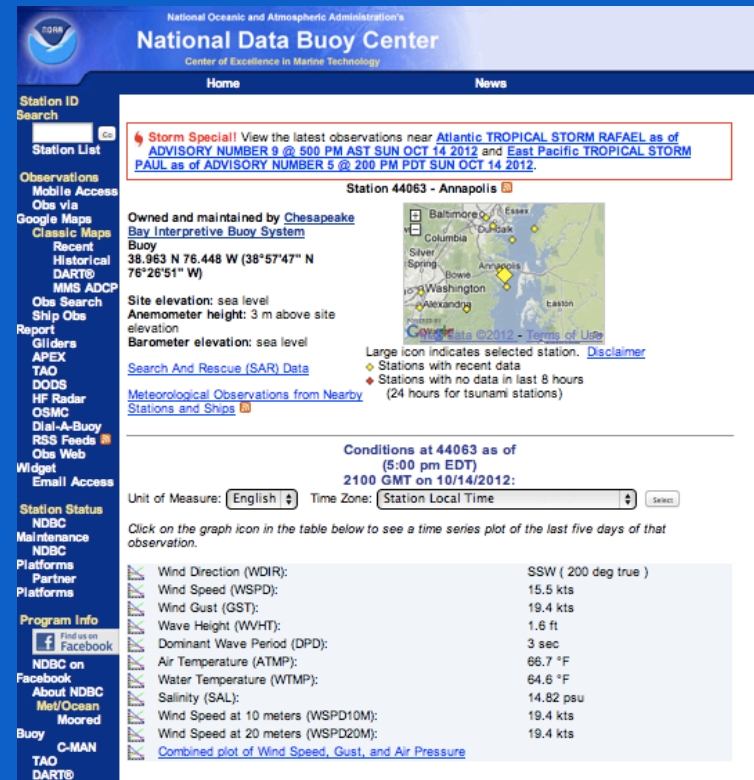 NOAA
National Oceanic and Atmospheric Administration's
National Data Buoy Center
Center of Excellence in Marine Technology
Home
News
Station ID
Search
Go
Station List
Observations
Mobile Access
Obs via
Google Maps
Classic Maps
Recent
Historical
DART®
MMS ADCP
Obs Search
Ship Obs
Report
Gliders
APEX
TAO
DODS
HF Radar
OSMC
Dial-A-Buoy
RSS Feeds
Obs Web
Widget
Email Access
Station Status
NDBC
Maintenance
NDBC
Platforms
Partner
Platforms
Program Info
Find us on
Facebook
NDBC on
Facebook
About NDBC
Met/Ocean
Moored
Buoy
C-MAN
TAO
DART®
Storm Special! View the latest observations near Atlantic TROPICAL STORM RAFAEL as of
ADVISORY NUMBER 9 @ 500 PM AST SUN OCT 14 2012 and East Pacific TROPICAL STORM
PAUL as of ADVISORY NUMBER 5 @ 200 PM PDT SUN OCT 14 2012.
Station 44063 - Annapolis
Owned and maintained by Chesapeake
Bay Interpretive Buoy System
Buoy
38.963 N 76.448 W (38°57'47" N
76°26'51" W)
Site elevation: sea level
Anemometer height: 3 m above site
elevation
Barometer elevation: sea level
Search And Rescue (SAR) Data
Meteorological Observations from Nearby
Stations and Ships
Baltimore
Essex
Dundalk
Columbia
Silver
Spring
Bowie
Annapolis
Washington
Alexandria
Easton
POWERED BY
Google
Map data ©2012 - Terms of Use
Large icon indicates selected station. Disclaimer
Stations with recent data
Stations with no data in last 8 hours
(24 hours for tsunami stations)
Conditions at 44063 as of
(5:00 pm EDT)
2100 GMT on 10/14/2012:
Unit of Measure: English Time Zone: Station Local Time Select
Click on the graph icon in the table below to see a time series plot of the last five days of that
observation.
Wind Direction (WDIR): SSW ( 200 deg true )
Wind Speed (WSPD): 15.5 kts
Wind Gust (GST): 19.4 kts
Wave Height (WVHT): 1.6 ft
Dominant Wave Period (DPD): 3 sec
Air Temperature (ATMP): 66.7 °F
Water Temperature (WTMP): 64.6 °F
Salinity (SAL): 14.82 psu
Wind Speed at 10 meters (WSPD10M): 19.4 kts
Wind Speed at 20 meters (WSPD20M): 19.4 kts
Combined plot of Wind Speed, Gust, and Air Pressure